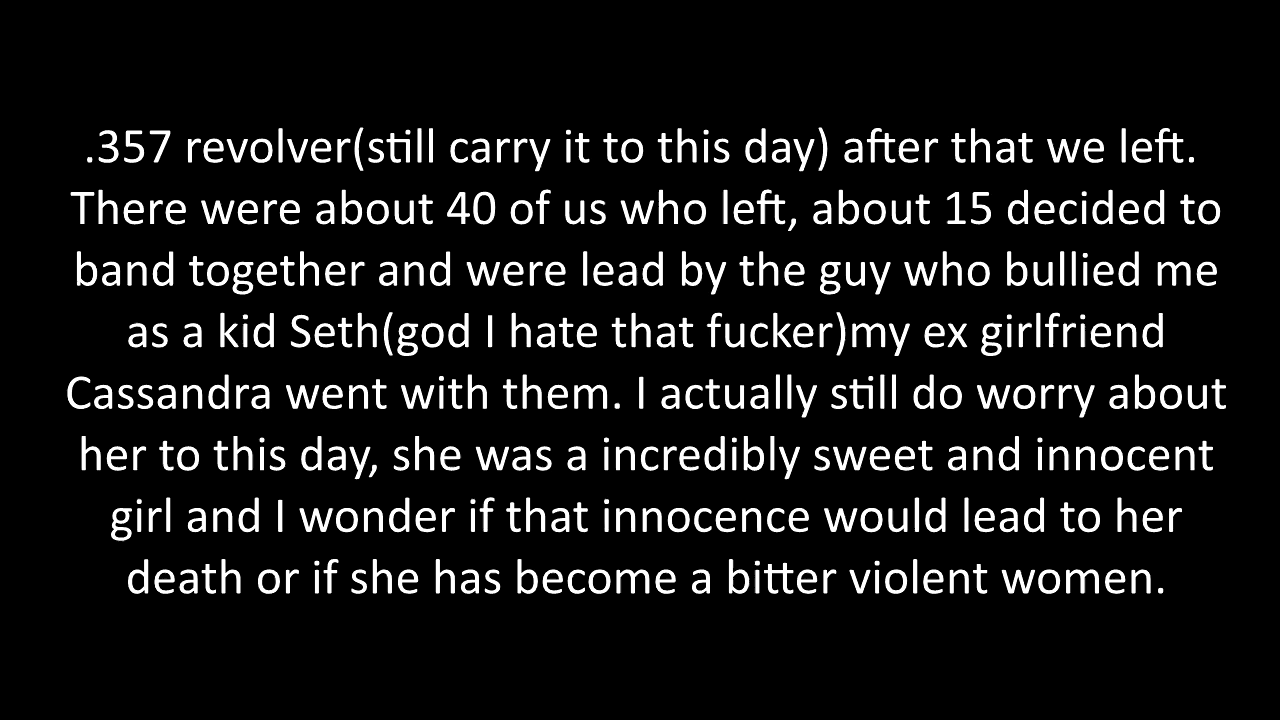 .357 revolver(still carry it to this day) after that we left.
There were about 40 of us who left, about 15 decided to
band together and were lead by the guy who bullied me
as a kid Seth(god I hate that fucker)my ex girlfriend
Cassandra went with them. I actually still do worry about
her to this day, she was a incredibly sweet and innocent
girl and I wonder if that innocence would lead to her
death or if she has become a bitter violent women.